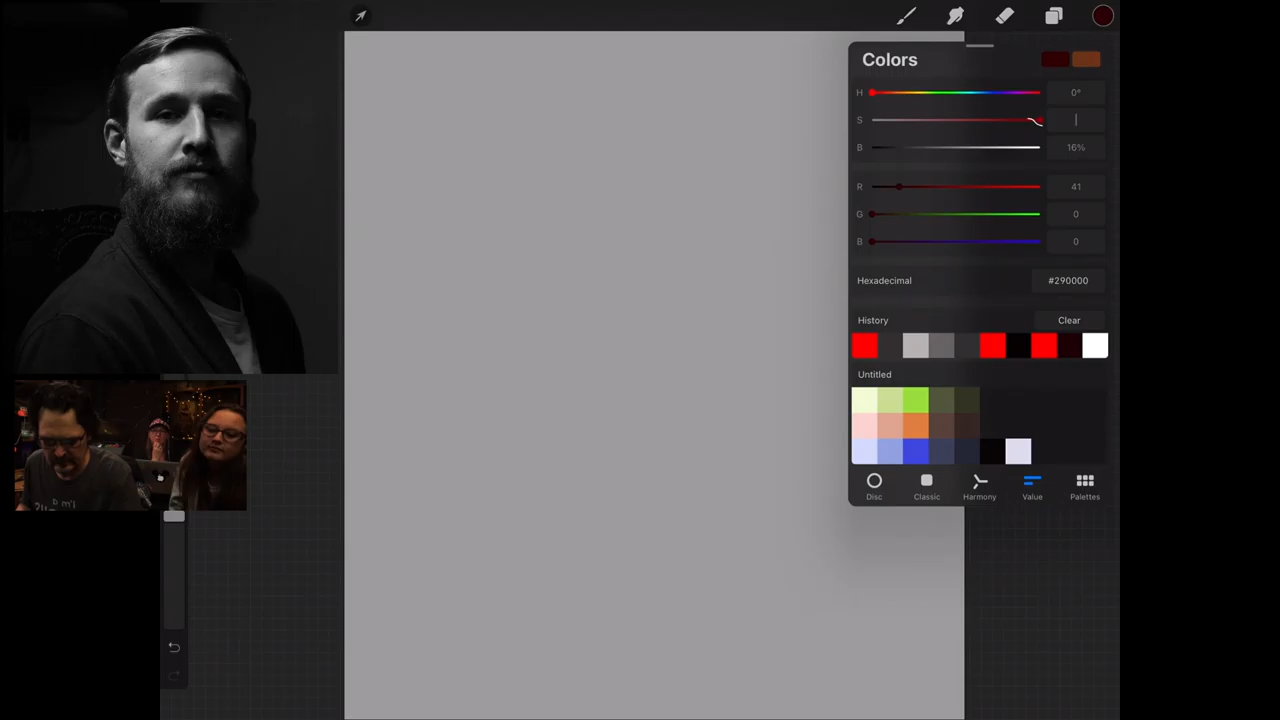 Colors
H 0°
S
B 16%
R 41
G 0
B 0
Hexadecimal #290000
History Clear
Untitled
Disc Classic Harmony Value Palettes